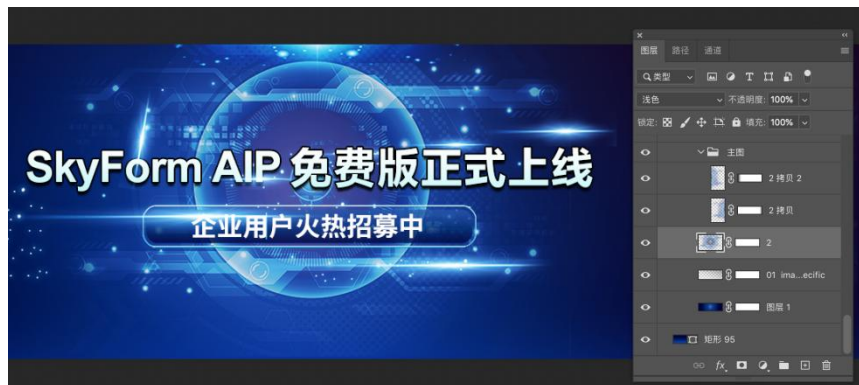 SkyForm AIP 免费版正式上线
企业用户火热招募中
图层 路径 通道
类型
浅色 不透明度: 100%
锁定: 填充: 100%
主图
2 拷贝 2
2 拷贝
2
01 ima...ecific
图层 1
矩形 95
fx